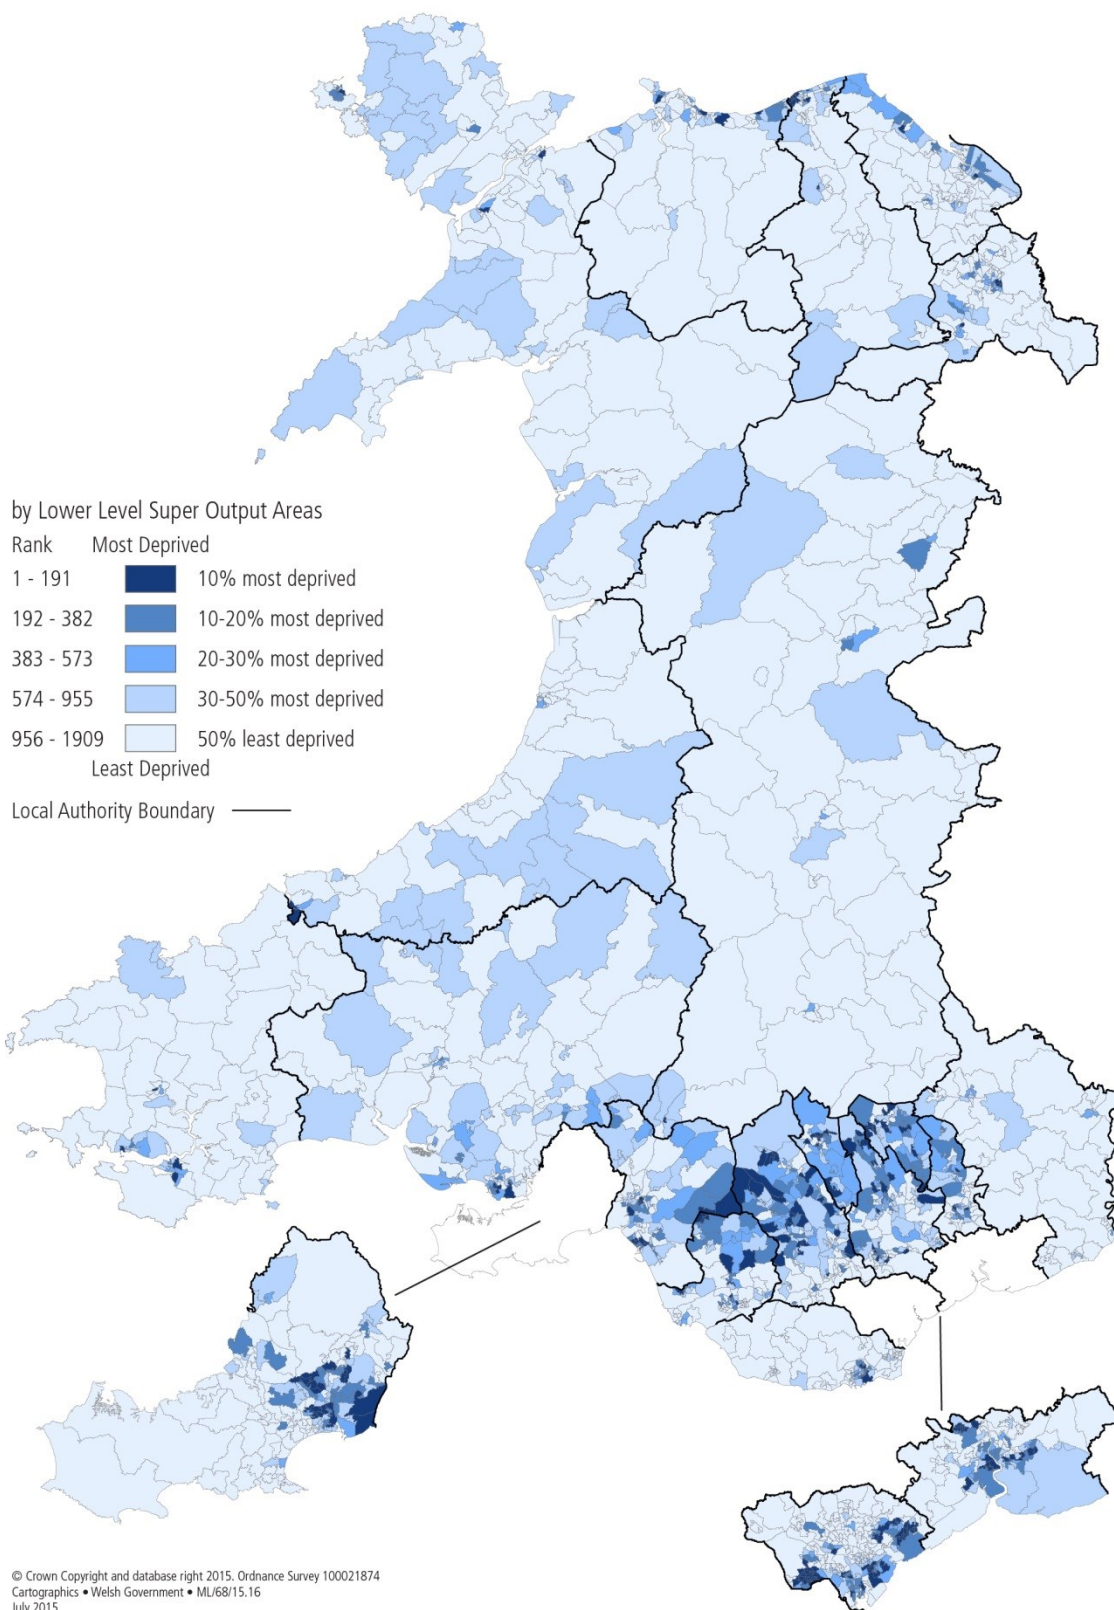 by Lower Level Super Output Areas
Rank Most Deprived
1 - 191 10% most deprived
192 - 382 10-20% most deprived
383 - 573 20-30% most deprived
574 - 955 30-50% most deprived
956 - 1909 50% least deprived
Least Deprived
Local Authority Boundary
© Crown Copyright and database right 2015. Ordnance Survey 100021874
Cartographics • Welsh Government • ML/68/15.16
July 2015